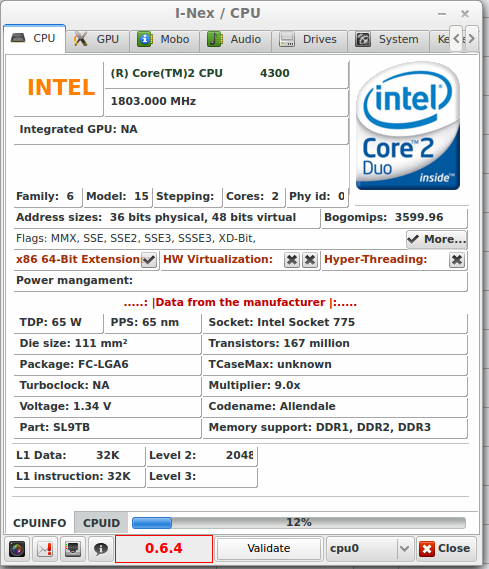 I-Nex / CPU
CPU GPU Mobo Audio Drives System Ke
INTEL
(R) Core(TM)2 CPU 4300
1803.000 MHz
Integrated GPU: NA
intel
Core™2
Duo
inside™
Family: 6 Model: 15 Stepping: Cores: 2 Phy id: 0
Address sizes: 36 bits physical, 48 bits virtual Bogomips: 3599.96
Flags: MMX, SSE, SSE2, SSE3, SSSE3, XD-Bit, More...
x86 64-Bit Extension HW Virtualization: Hyper-Threading:
Power mangament:
.....: |Data from the manufacturer |:.....
TDP: 65 W PPS: 65 nm Socket: Intel Socket 775
Die size: 111 mm² Transistors: 167 million
Package: FC-LGA6 TCaseMax: unknown
Turboclock: NA Multiplier: 9.0x
Voltage: 1.34 V Codename: Allendale
Part: SL9TB Memory support: DDR1, DDR2, DDR3
L1 Data: 32K Level 2: 2048
L1 instruction: 32K Level 3:
CPUINFO CPUID 12%
0.6.4 Validate cpu0 Close